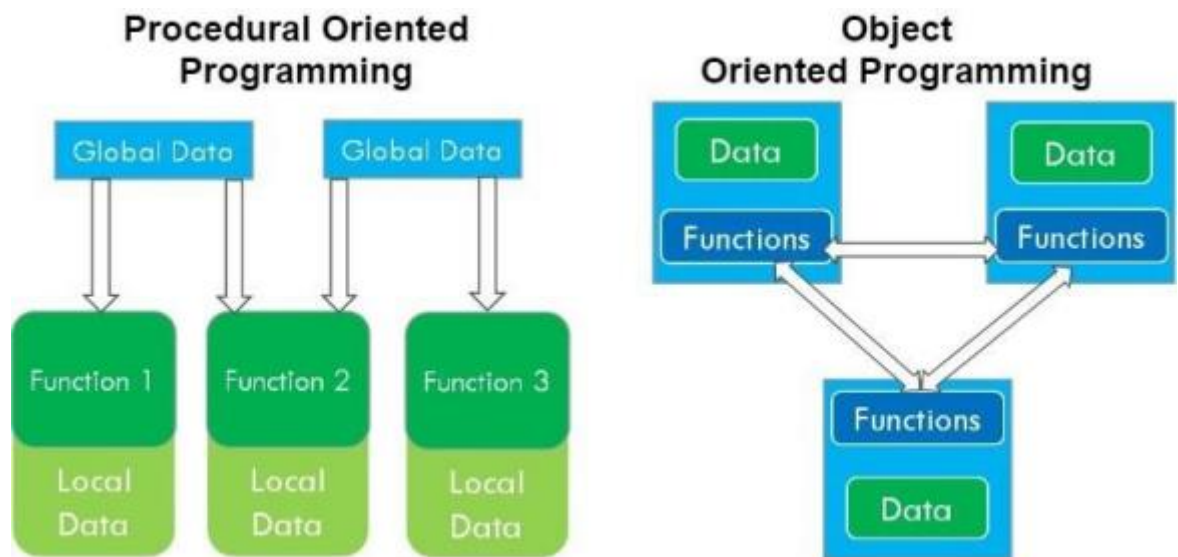 Procedural Oriented
Programming
Global Data
Global Data
Function 1
Function 2
Function 3
Local
Data
Local
Data
Local
Data
Object
Oriented Programming
Data
Functions
Data
Functions
Functions
Data